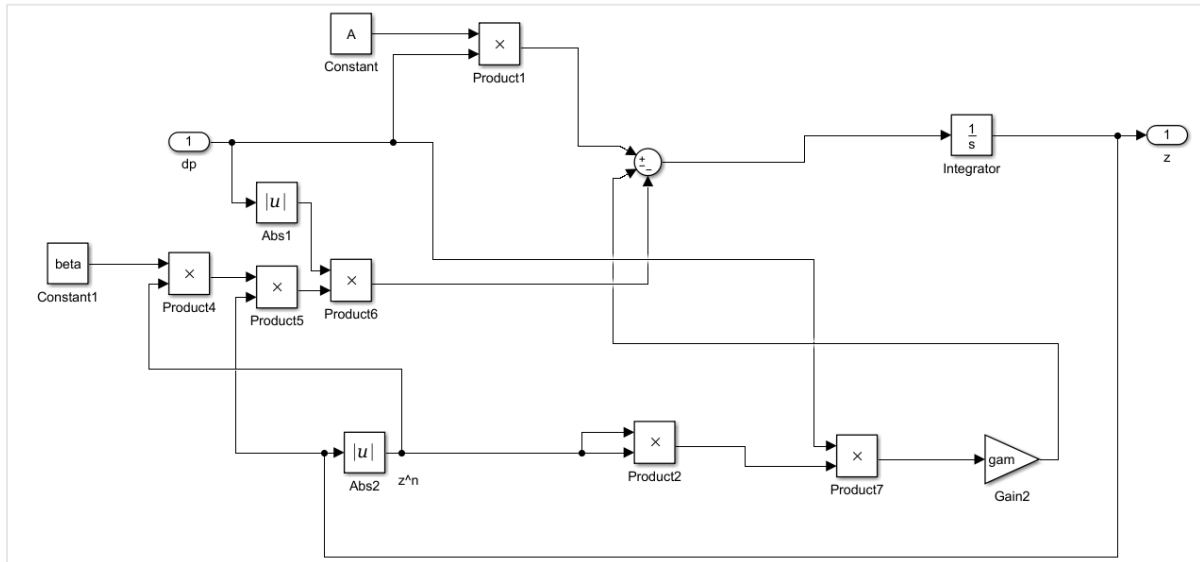 A
Constant
×
Product1
1
dp
+
−
−
1
s
Integrator
1
z
|u|
Abs1
beta
Constant1
×
Product4
×
Product5
×
Product6
|u|
Abs2
z^n
×
Product2
×
Product7
gam
Gain2